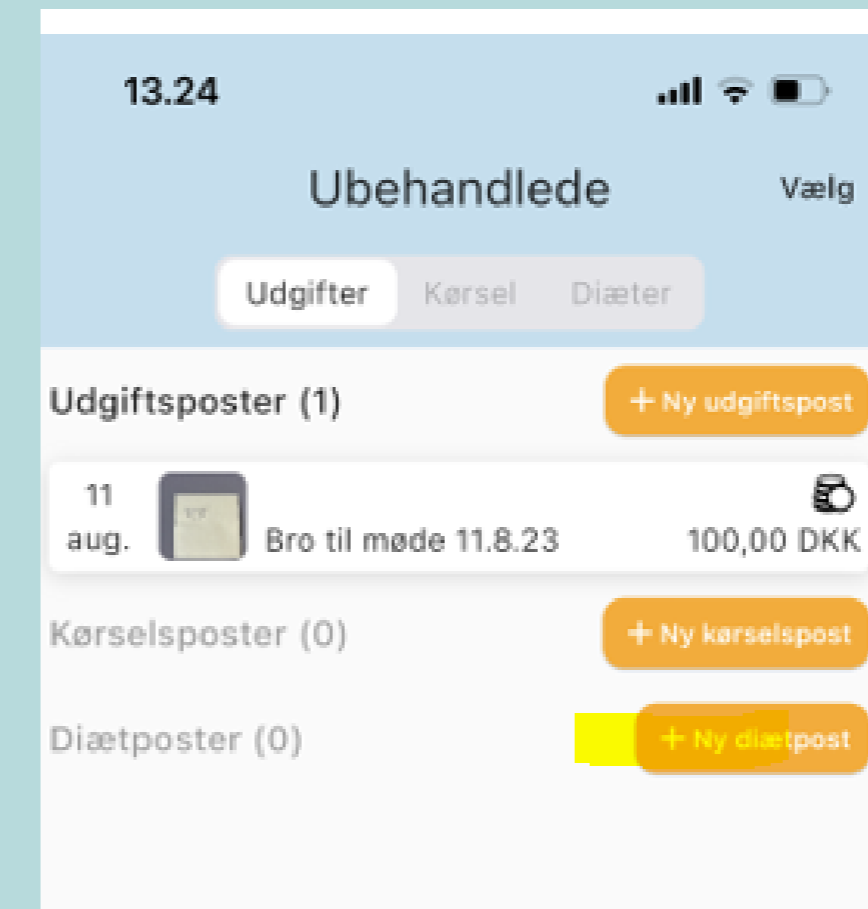 13.24
Ubehandlede
Vælg
Udgifter Kørsel Diæter
Udgiftsposter (1)
+ Ny udgiftspost
11
aug.
Bro til møde 11.8.23
100,00 DKK
Kørselsposter (0)
+ Ny kørselspost
Diætposter (0)
+ Ny diætpost